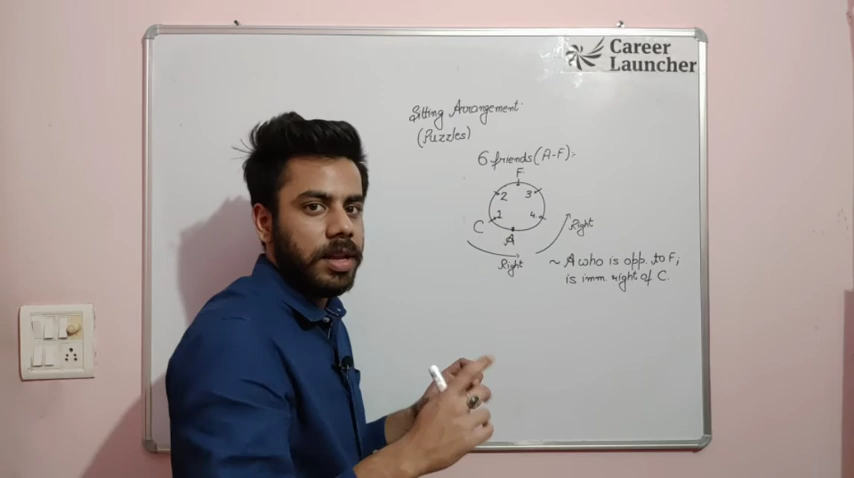 Career
Launcher
Sitting Arrangement
(Puzzles)
6 friends (A-F):-
F
2 3
1 4
C
A
Right
Right
~ A who is opp. to F;
is imm. right of C.